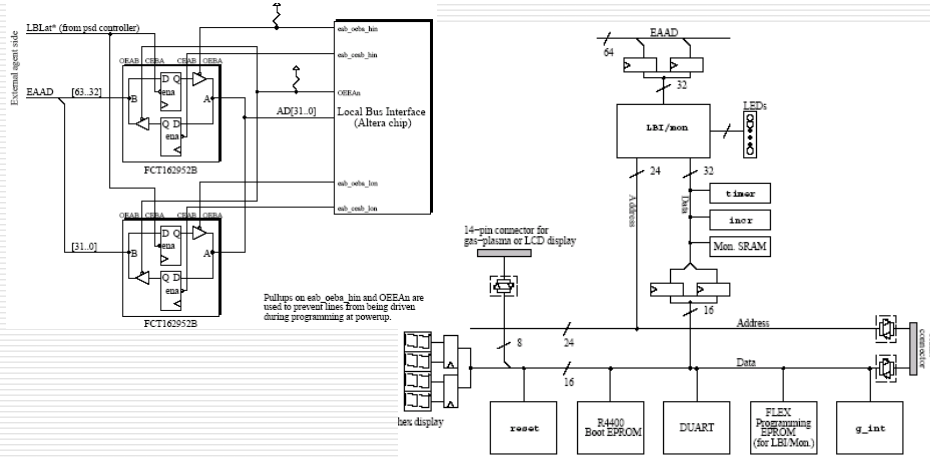 External agent side
LBLat* (from psd controller)
EAAD
[63..32]
OEAB CEBA
CEAB OEBA
D Q
ena
B
A
Q D
ena
FCT162952B
[31..0]
OEAB CEBA
CEAB OEBA
D Q
ena
B
A
Q D
ena
FCT162952B
AD[31..0]
eab_oeba_hin
OEEAn
Local Bus Interface
(Altera chip)
eab_oeba_lon
Pullups on eab_oeba_hin and OEEAn are
used to prevent lines from being driven
during programming at powerup.
EAAD
64
32
LBI/mon
LEDs
24
32
Address
Data
timer
incr
Mon. SRAM
14-pin connector for
gas-plasma or LCD display
16
8
24
Address
16
Data
connector
hex display
reset
R4400
Boot EPROM
DUART
FLEX
Programming
EPROM
(for LBI/Mon.)
g_int